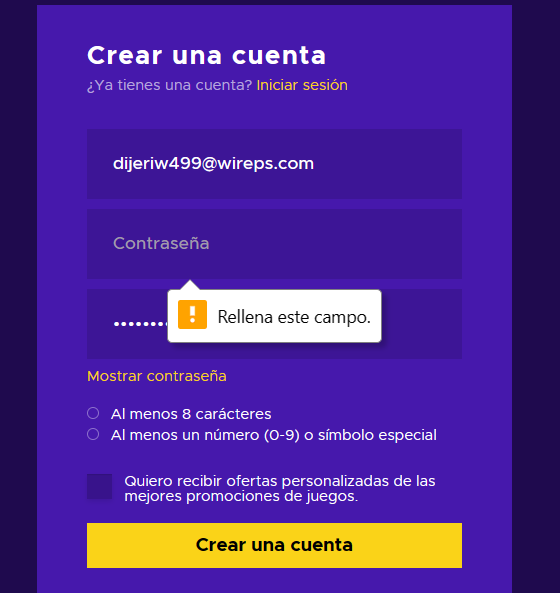 Crear una cuenta
¿Ya tienes una cuenta? Iniciar sesión
dijeriw499@wireps.com
Contraseña
Rellena este campo.
Mostrar contraseña
Al menos 8 carácteres
Al menos un número (0-9) o símbolo especial
Quiero recibir ofertas personalizadas de las
mejores promociones de juegos.
Crear una cuenta